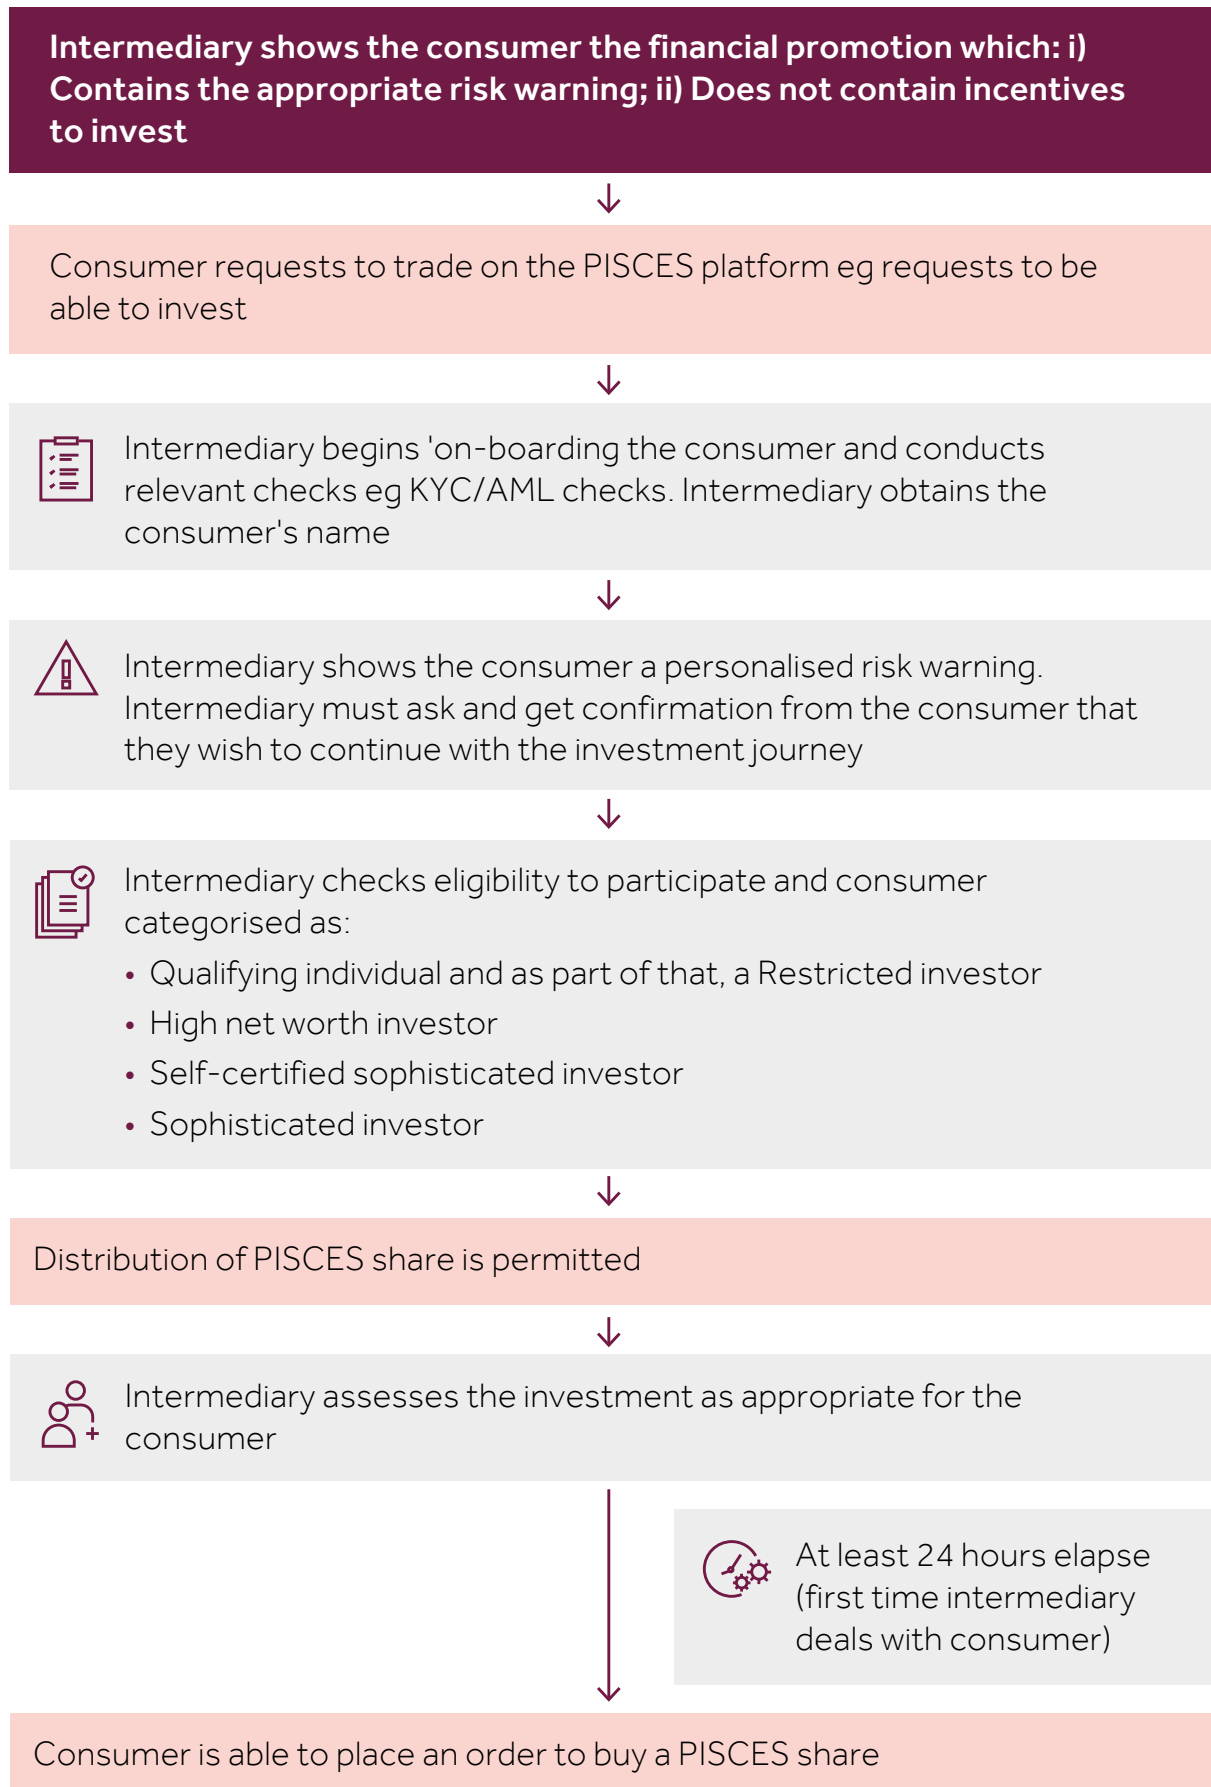 Intermediary shows the consumer the financial promotion which: i)
Contains the appropriate risk warning; ii) Does not contain incentives
to invest
Consumer requests to trade on the PISCES platform eg requests to be
able to invest
Intermediary begins 'on-boarding the consumer and conducts
relevant checks eg KYC/AML checks. Intermediary obtains the
consumer's name
Intermediary shows the consumer a personalised risk warning.
Intermediary must ask and get confirmation from the consumer that
they wish to continue with the investment journey
Intermediary checks eligibility to participate and consumer
categorised as:
• Qualifying individual and as part of that, a Restricted investor
• High net worth investor
• Self-certified sophisticated investor
• Sophisticated investor
Distribution of PISCES share is permitted
Intermediary assesses the investment as appropriate for the
consumer
At least 24 hours elapse
(first time intermediary
deals with consumer)
Consumer is able to place an order to buy a PISCES share